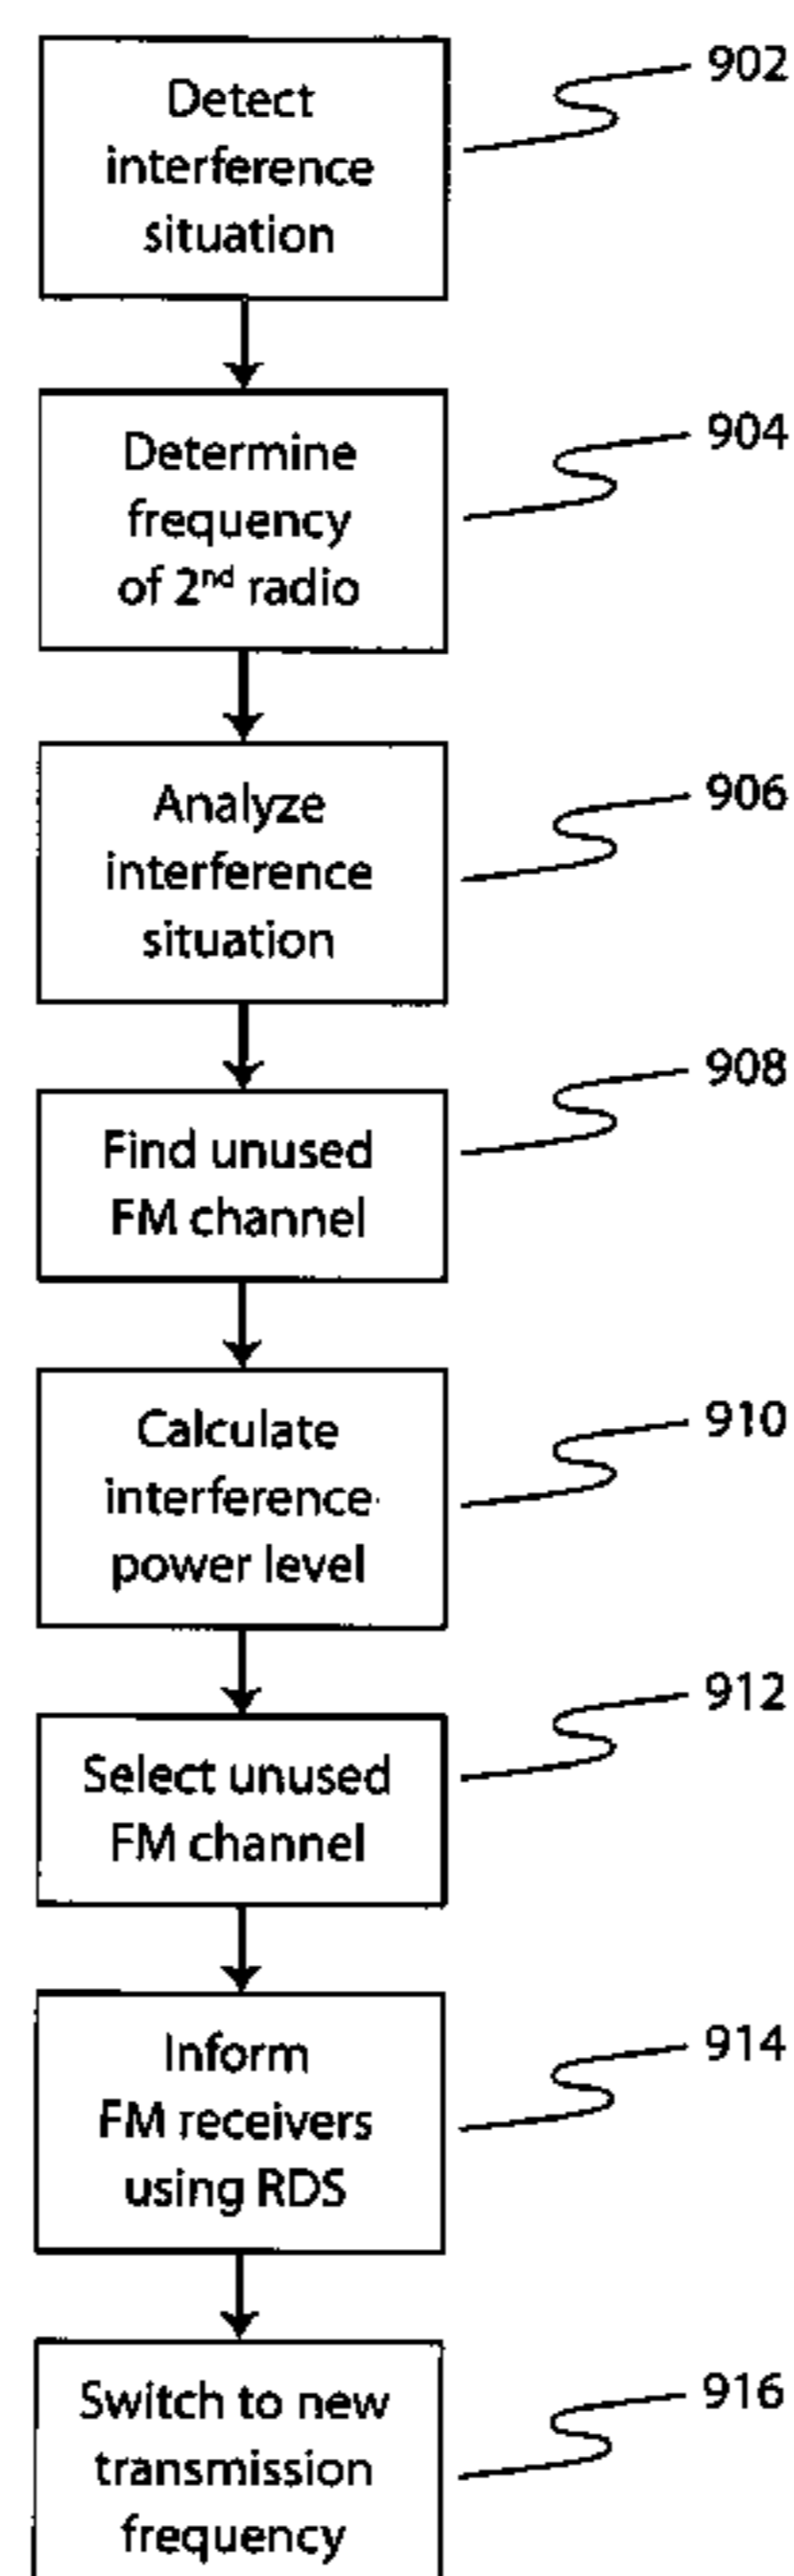 Detect
interference
situation
902
Determine
frequency
of 2nd radio
904
Analyze
interference
situation
906
Find unused
FM channel
908
Calculate
interference
power level
910
Select unused
FM channel
912
Inform
FM receivers
using RDS
914
Switch to new
transmission
frequency
916